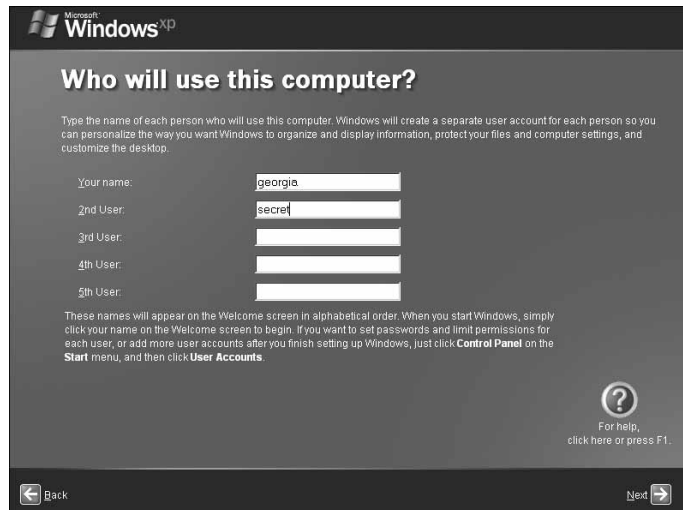 Microsoft
Windows xp
Who will use this computer?
Type the name of each person who will use this computer. Windows will create a separate user account for each person so you
can personalize the way you want Windows to organize and display information, protect your files and computer settings, and
customize the desktop.
Your name: georgia
2nd User: secret
3rd User:
4th User:
5th User:
These names will appear on the Welcome screen in alphabetical order. When you start Windows, simply
click your name on the Welcome screen to begin. If you want to set passwords and limit permissions for
each user, or add more user accounts after you finish setting up Windows, just click Control Panel on the
Start menu, and then click User Accounts.
?
For help,
click here or press F1.
Back
Next